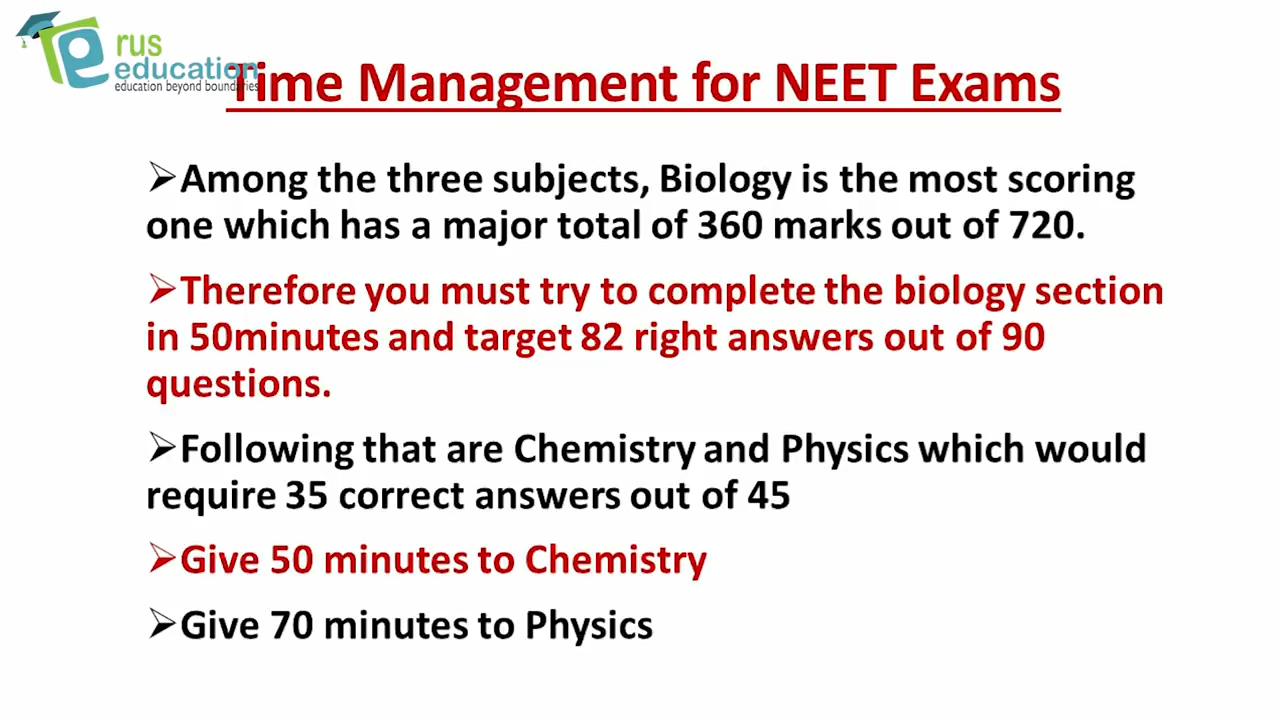 rus
education
education beyond boundaries
Time Management for NEET Exams
➢Among the three subjects, Biology is the most scoring
one which has a major total of 360 marks out of 720.
➢Therefore you must try to complete the biology section
in 50minutes and target 82 right answers out of 90
questions.
➢Following that are Chemistry and Physics which would
require 35 correct answers out of 45
➢Give 50 minutes to Chemistry
➢Give 70 minutes to Physics